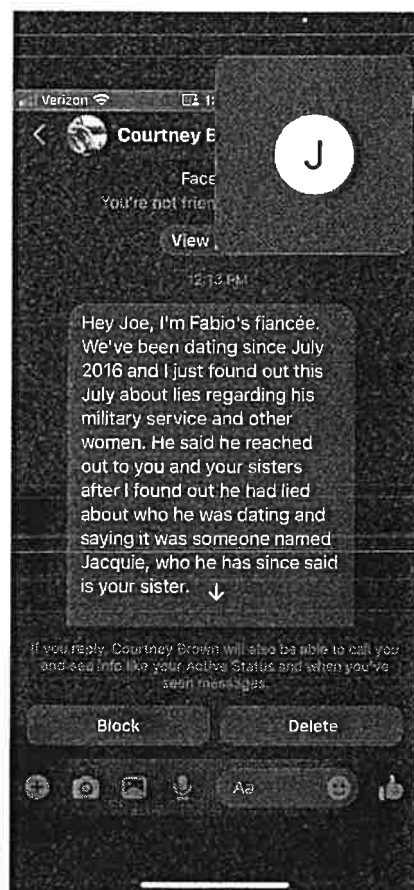 Verizon
Courtney B
J
Face
You're not frien
View
12:13 PM
Hey Joe, I'm Fabio's fiancée.
We've been dating since July
2016 and I just found out this
July about lies regarding his
military service and other
women. He said he reached
out to you and your sisters
after I found out he had lied
about who he was dating and
saying it was someone named
Jacquie, who he has since said
is your sister.
If you reply, Courtney Brown will also be able to call you
and see info like your Active Status and when you've
seen messages.
Block
Delete
Aa